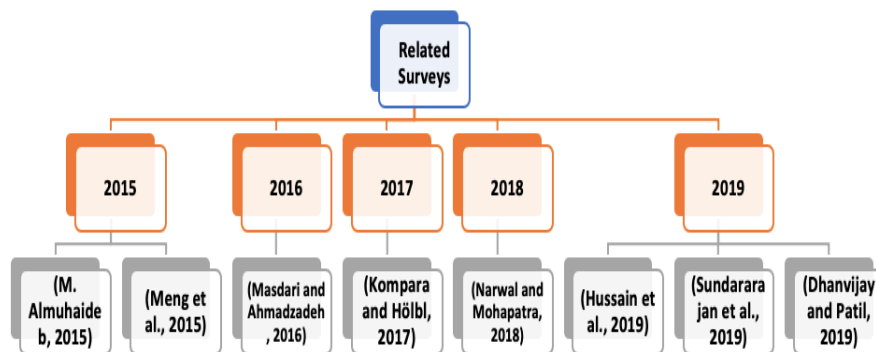 Related
Surveys
2015
2016
2017
2018
2019
(M.
Almuhaide
b, 2015)
(Meng et
al., 2015)
(Masdari and
Ahmadzadeh
, 2016)
(Kompara
and Hölbl,
2017)
(Narwal and
Mohapatra,
2018)
(Hussain et
al., 2019)
(Sundarara
jan et al.,
2019)
(Dhanvijay
and Patil,
2019)